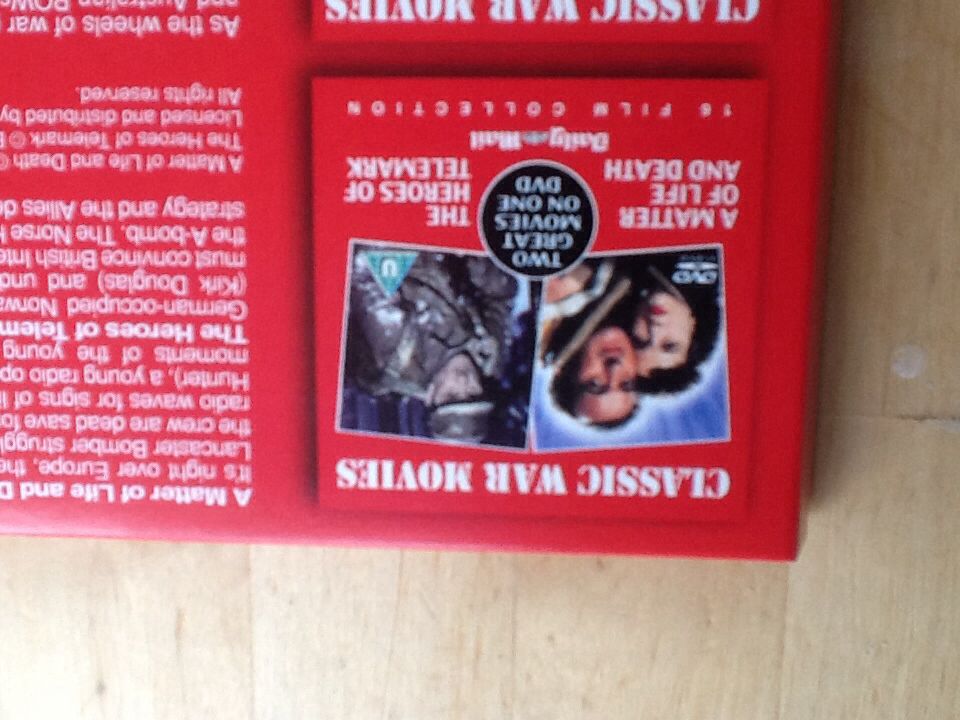 CLASSIC WAR MOVIES
DVD
U
TWO
GREAT
MOVIES
ON ONE
DVD
A MATTER
OF LIFE
AND DEATH
THE
HEROES OF
TELEMARK
Daily Mail
16 FILM COLLECTION
A Matter of Life and D
It's night over Europe, the
Lancaster Bomber struggl
the crew are dead save fo
radio waves for signs of li
Hunter), a young radio op
moments of the young
The Heroes of Telem
German-occupied Norwa
(Kirk Douglas) and und
must convince British Inte
the A-bomb. The Norse
strategy and the Allies de
A Matter of Life and Death ©
The Heroes of Telemark ©
Licensed and distributed by
All rights reserved.
CLASSIC WAR MOVIES
As the wheels of war
and Australian POWs